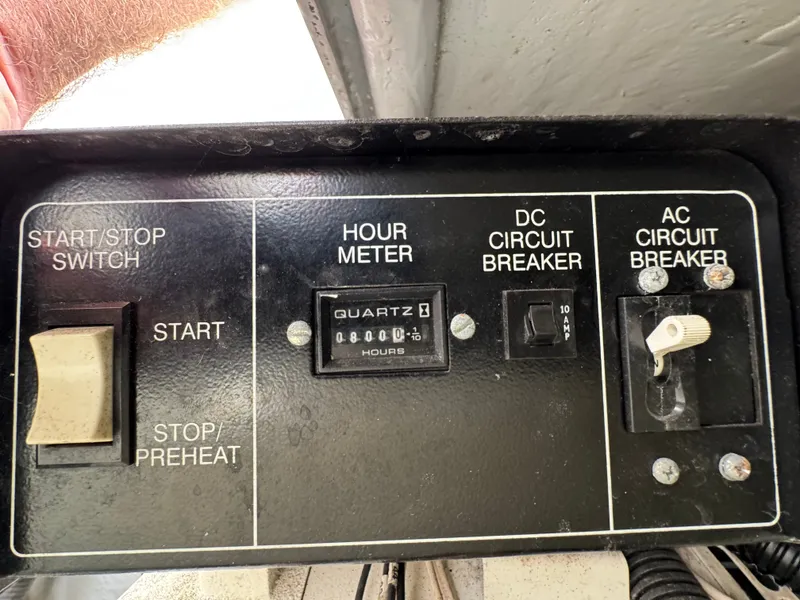 START/STOP
SWITCH
START
STOP/
PREHEAT
HOUR
METER
QUARTZ
08000 1/10
HOURS
DC
CIRCUIT
BREAKER
10
AMP
AC
CIRCUIT
BREAKER